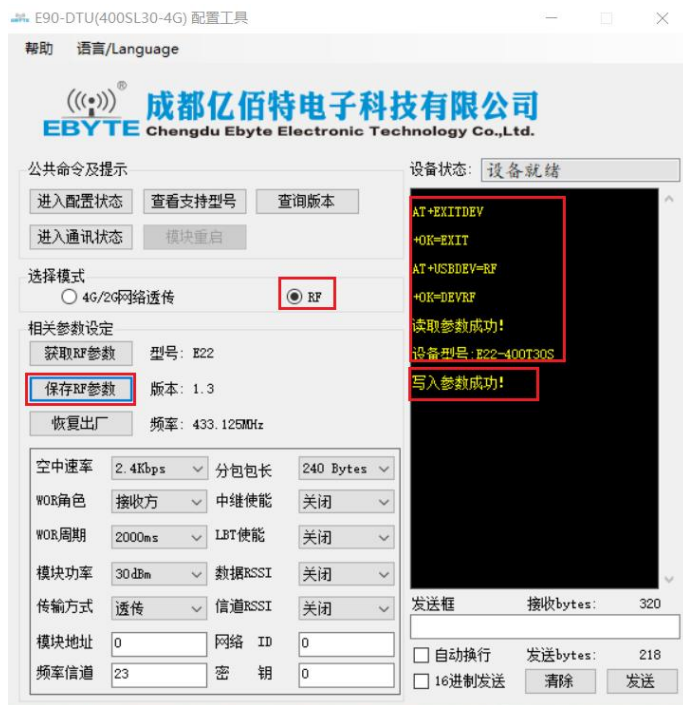 E90-DTU(400SL30-4G) 配置工具
帮助 语言/Language
EBYTE ® 成都亿佰特电子科技有限公司
Chengdu Ebyte Electronic Technology Co.,Ltd.
公共命令及提示
进入配置状态 查看支持型号 查询版本
进入通讯状态 模块重启
选择模式
4G/2G网络透传 RF
相关参数设定
获取RF参数 型号: E22
保存RF参数 版本: 1.3
恢复出厂 频率: 433.125MHz
空中速率 2.4Kbps 分包包长 240 Bytes
WOR角色 接收方 中继使能 关闭
WOR周期 2000ms LBT使能 关闭
模块功率 30dBm 数据RSSI 关闭
传输方式 透传 信道RSSI 关闭
模块地址 0 网络 ID 0
频率信道 23 密 钥 0
设备状态: 设备就绪
AT+EXITDEV
+OK=EXIT
AT+USBDEV=RF
+OK=DEVRF
读取参数成功!
设备型号:E22-400T30S
写入参数成功!
发送框 接收bytes: 320
自动换行 发送bytes: 218
16进制发送 清除 发送